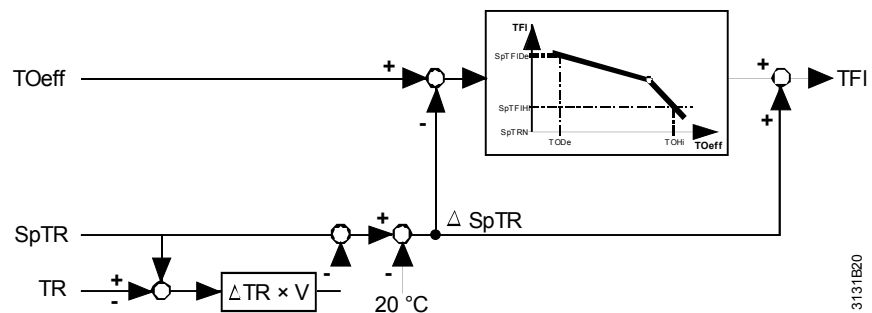 TFI
SpTFIDe
SpTFIHi
SpTRN
TODe
TOHi
TOeff
TOeff
+
-
+
+
TFI
SpTR
+
-
-
Δ SpTR
TR
+
-
ΔTR × V
20 °C
3131B20